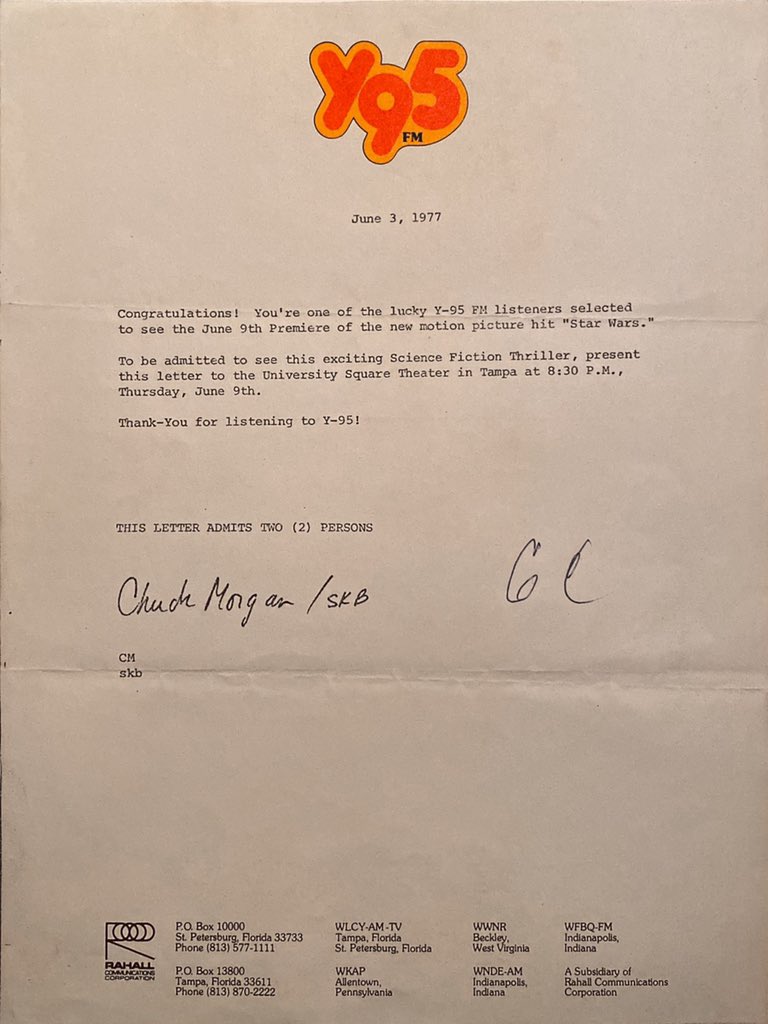 Y95
FM
June 3, 1977
Congratulations! You're one of the lucky Y-95 FM listeners selected
to see the June 9th Premiere of the new motion picture hit "Star Wars."
To be admitted to see this exciting Science Fiction Thriller, present
this letter to the University Square Theater in Tampa at 8:30 P.M.,
Thursday, June 9th.
Thank-You for listening to Y-95!
THIS LETTER ADMITS TWO (2) PERSONS
Chuck Morgan / SKB
CM
skb
RAHALL
COMMUNICATIONS
CORPORATION
P.O. Box 10000
St. Petersburg, Florida 33733
Phone (813) 577-1111
P.O. Box 13800
Tampa, Florida 33611
Phone (813) 870-2222
WLCY-AM-TV
Tampa, Florida
St. Petersburg, Florida
WKAP
Allentown,
Pennsylvania
WWNR
Beckley,
West Virginia
WNDE-AM
Indianapolis,
Indiana
WFBQ-FM
Indianapolis,
Indiana
A Subsidiary of
Rahall Communications
Corporation